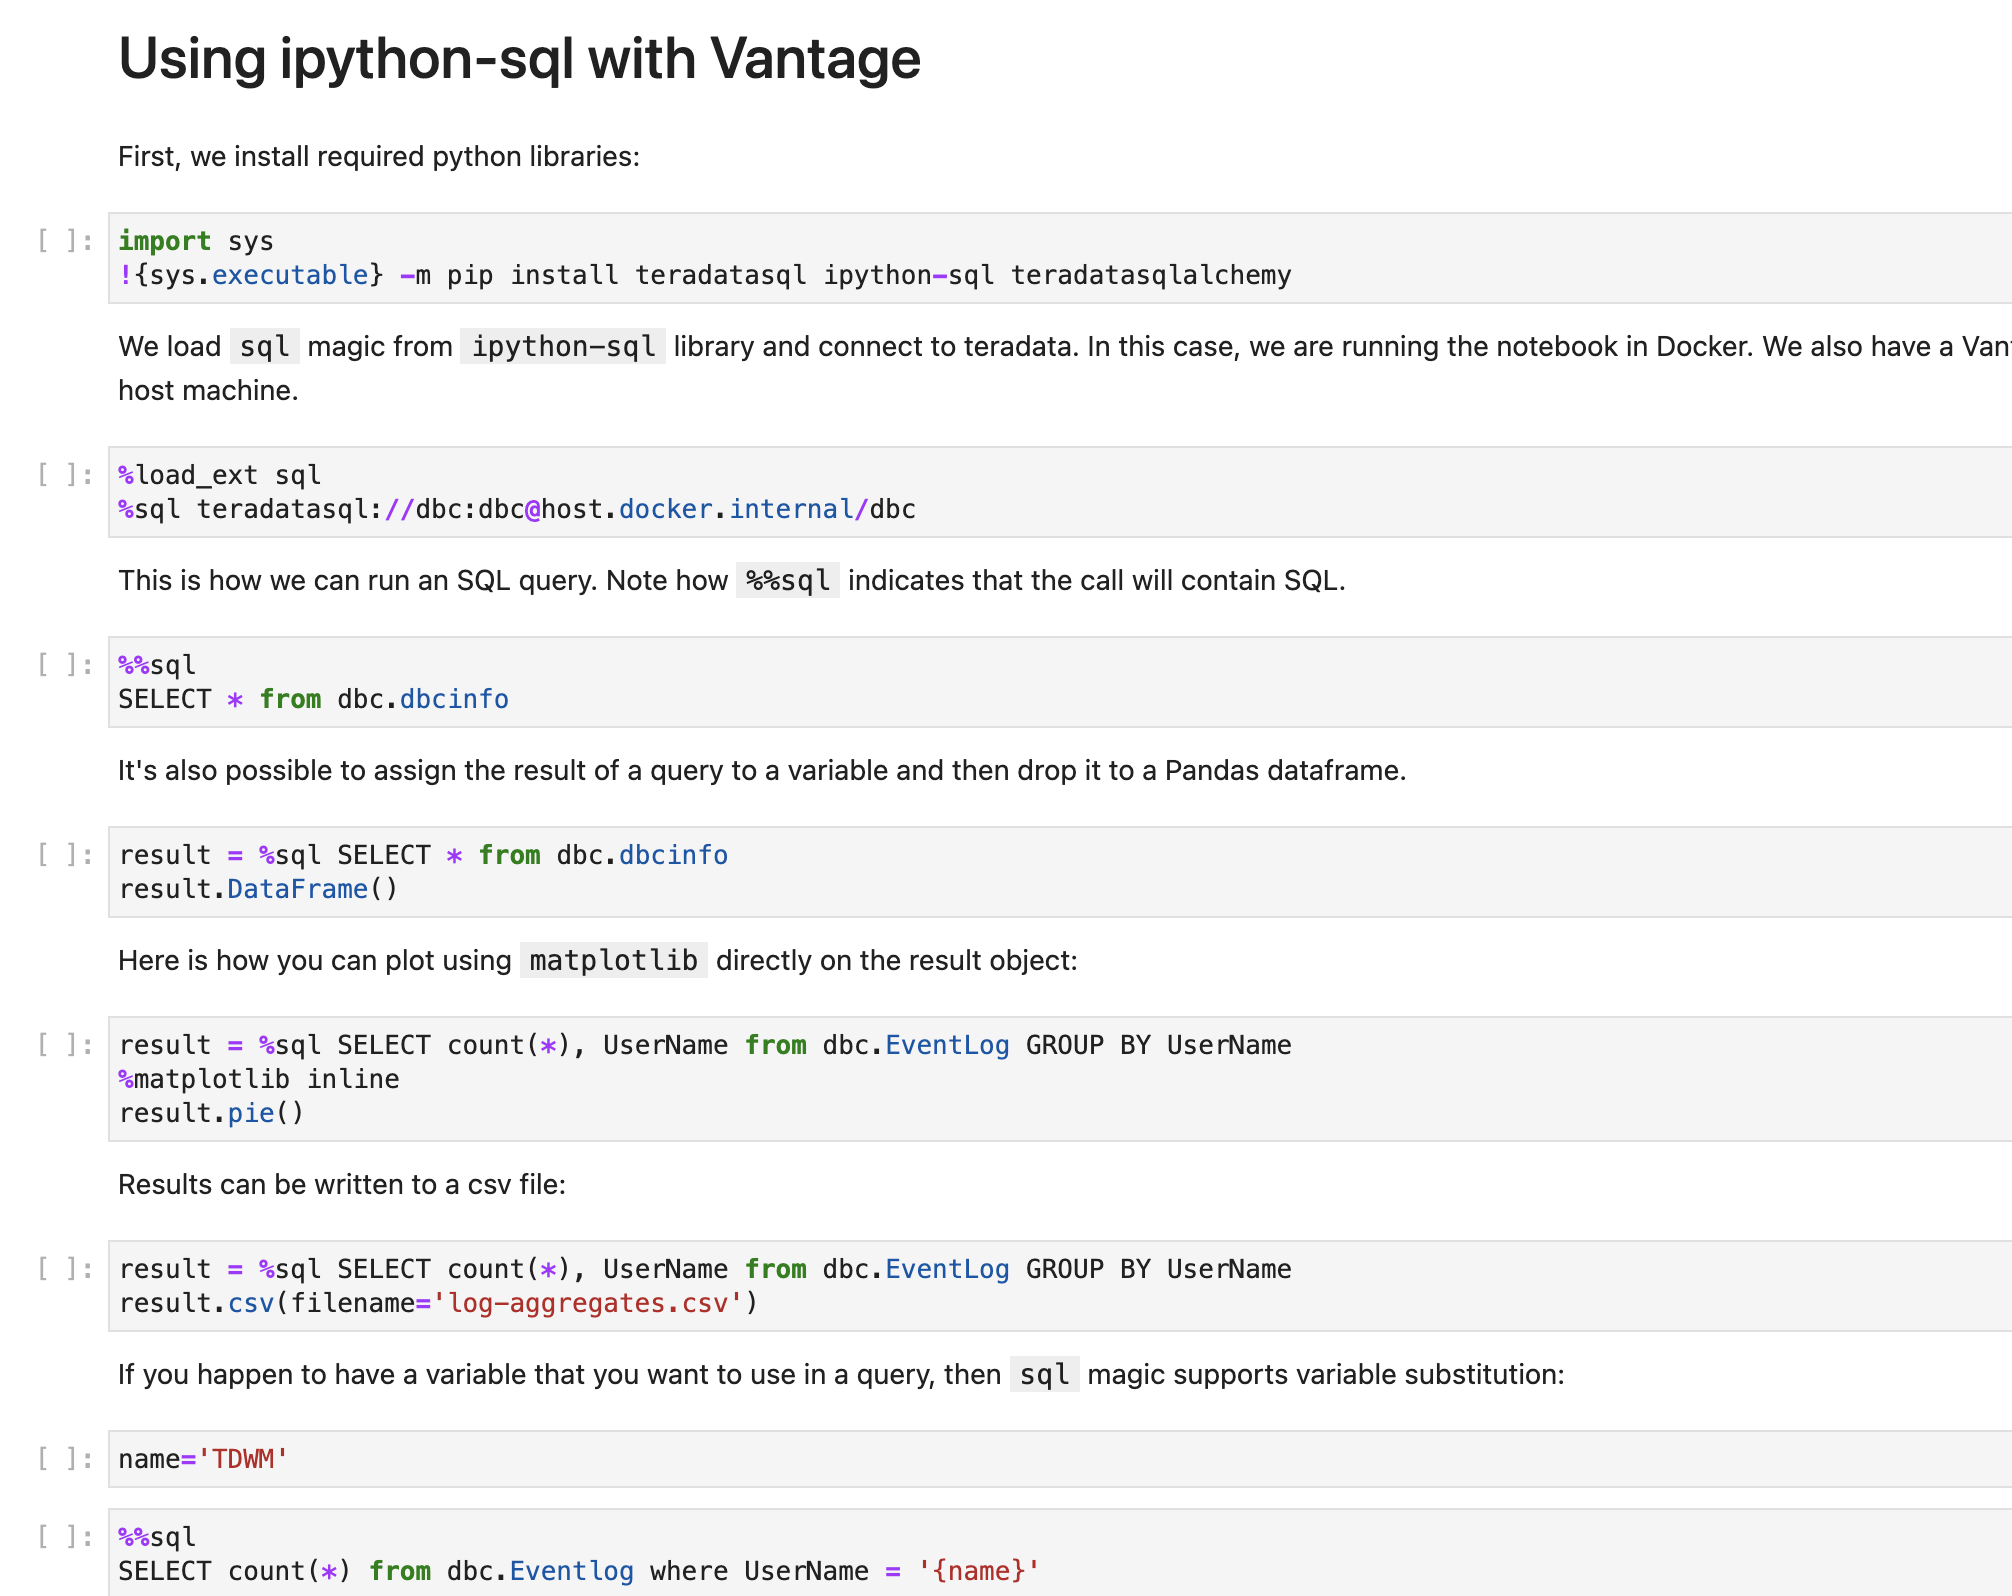 Using ipython-sql with Vantage
First, we install required python libraries:
[ ]: import sys
!{sys.executable} -m pip install teradatasql ipython-sql teradatasqlalchemy
We load sql magic from ipython-sql library and connect to teradata. In this case, we are running the notebook in Docker. We also have a
host machine.
[ ]: %load_ext sql
%sql teradatasql://dbc:dbc@host.docker.internal/dbc
This is how we can run an SQL query. Note how %%sql indicates that the call will contain SQL.
[ ]: %%sql
SELECT * from dbc.dbcinfo
It's also possible to assign the result of a query to a variable and then drop it to a Pandas dataframe.
[ ]: result = %sql SELECT * from dbc.dbcinfo
result.DataFrame()
Here is how you can plot using matplotlib directly on the result object:
[ ]: result = %sql SELECT count(*), UserName from dbc.EventLog GROUP BY UserName
%matplotlib inline
result.pie()
Results can be written to a csv file:
[ ]: result = %sql SELECT count(*), UserName from dbc.EventLog GROUP BY UserName
result.csv(filename='log-aggregates.csv')
If you happen to have a variable that you want to use in a query, then sql magic supports variable substitution:
[ ]: name='TDWM'
[ ]: %%sql
SELECT count(*) from dbc.Eventlog where UserName = '{name}'